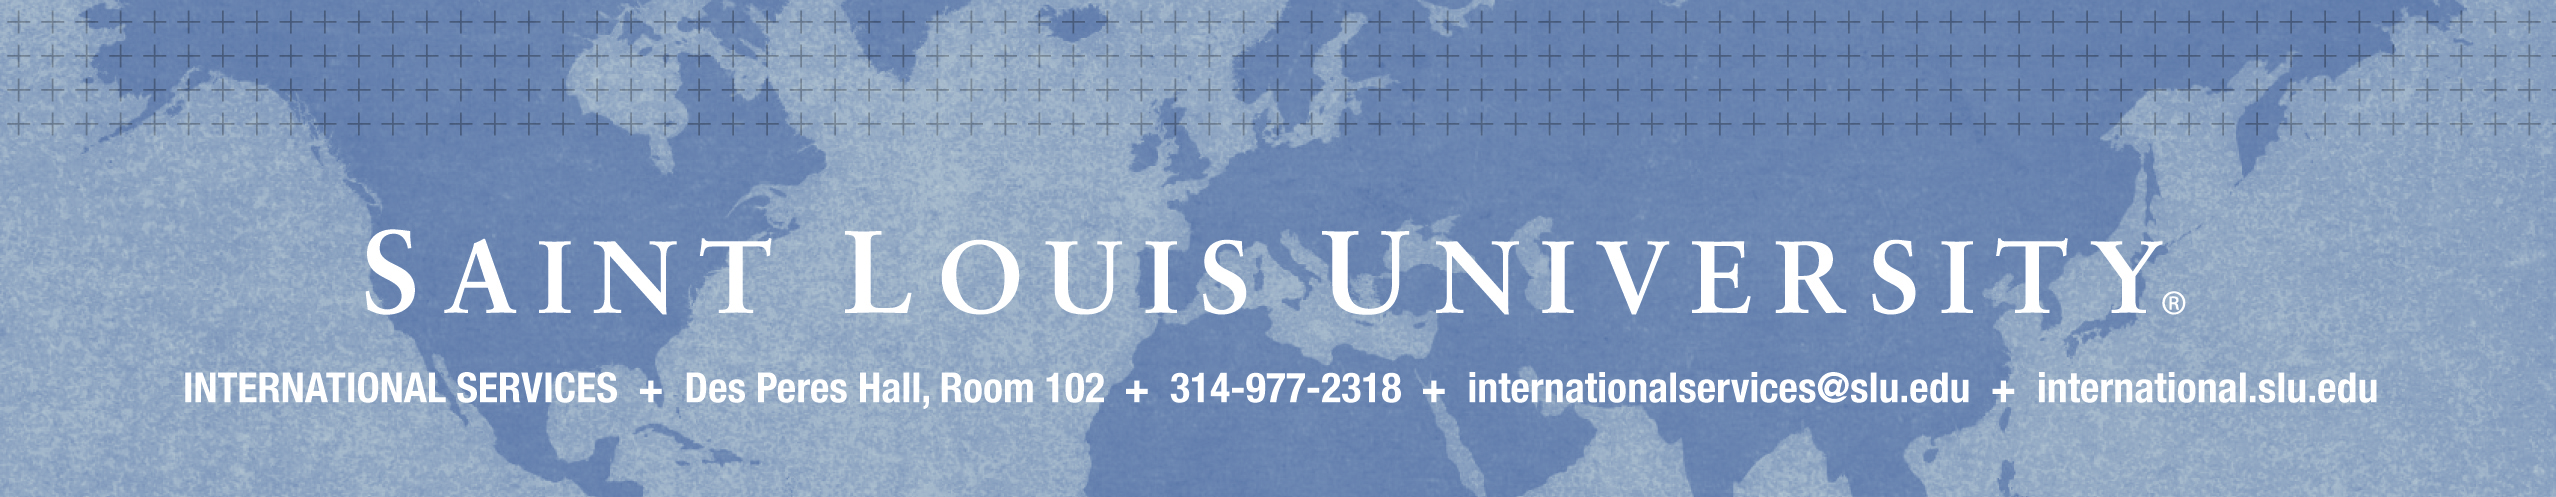 SAINT LOUIS UNIVERSITY®
INTERNATIONAL SERVICES + Des Peres Hall, Room 102 + 314-977-2318 + internationalservices@slu.edu + international.slu.edu